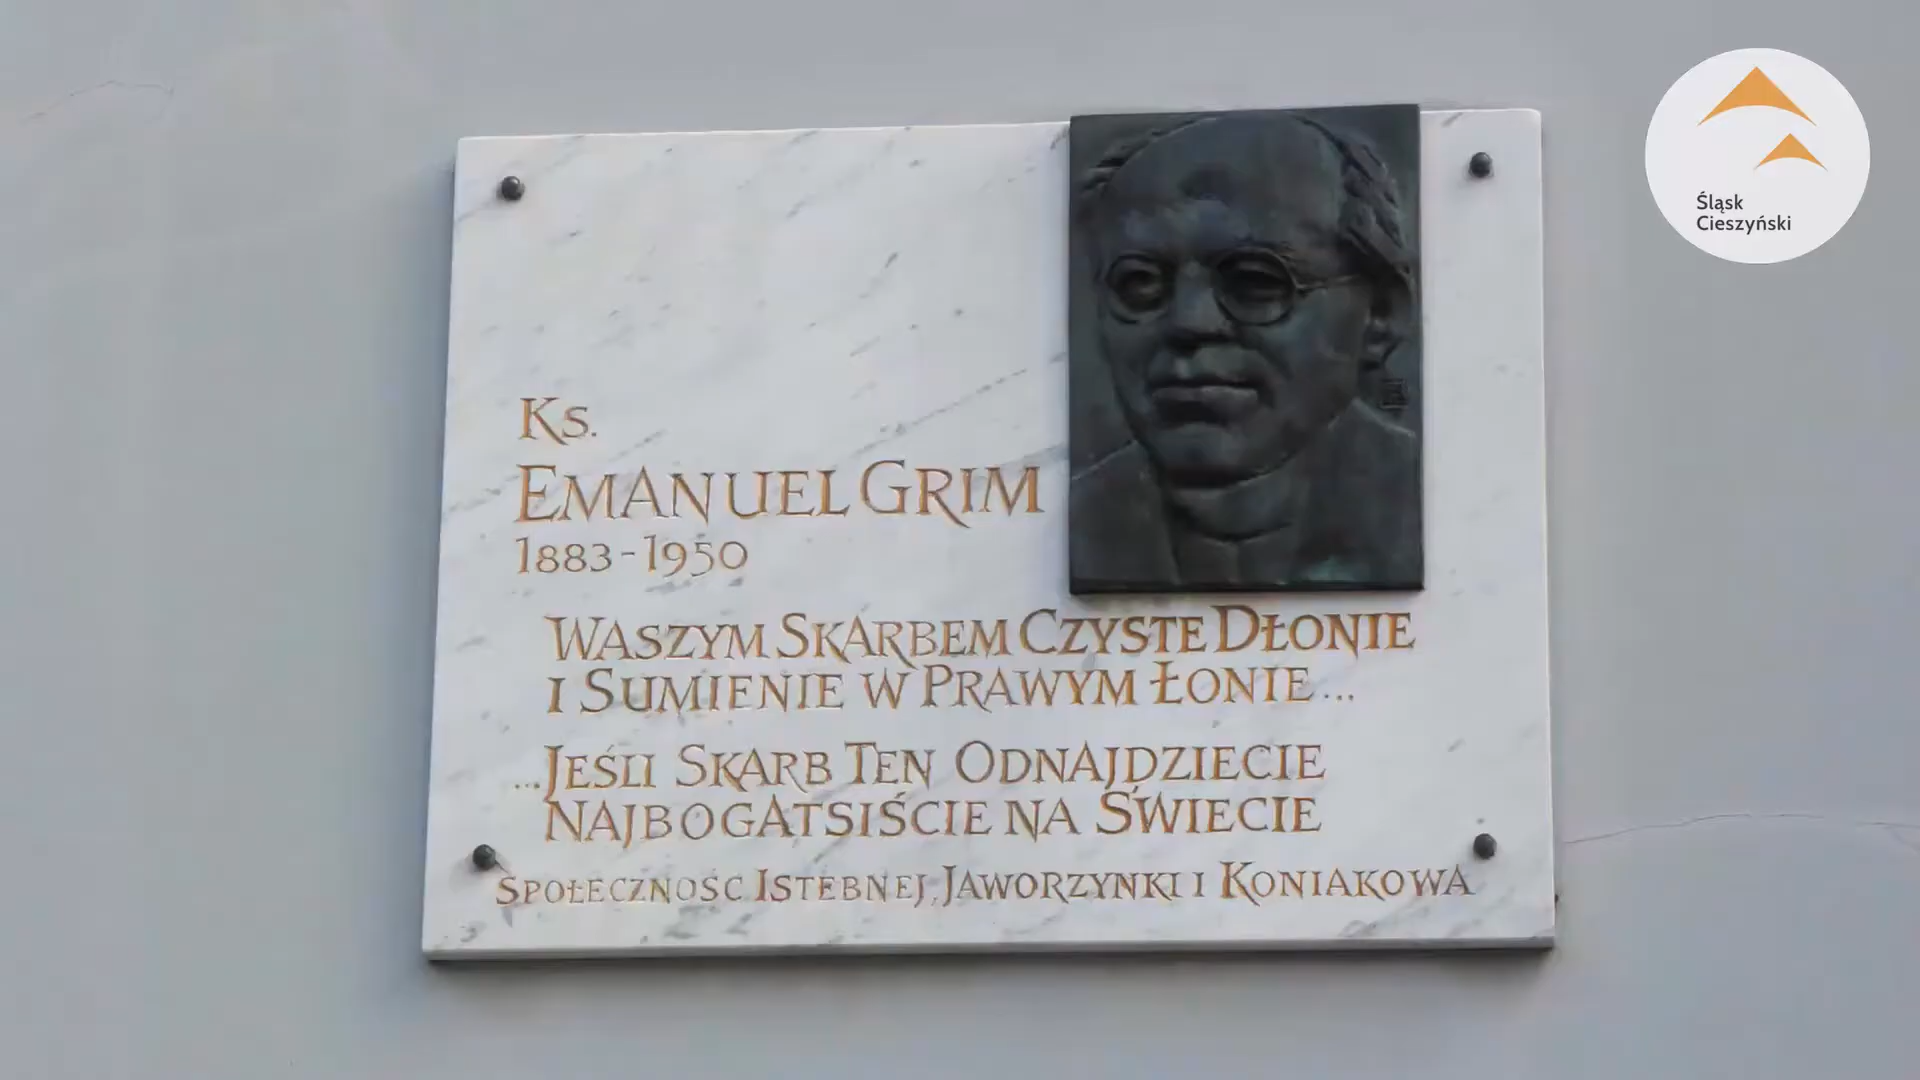 Ks.
EMANUEL GRIM
1883-1950
WASZYM SKARBEM CZYSTE DŁONIE
I SUMIENIE W PRAWYM ŁONIE...
...JEŚLI SKARB TEN ODNAJDZIECIE
NAJBOGATSIŚCIE NA ŚWIECIE
SPOŁECZNOŚĆ ISTEBNEJ, JAWORZYNKI I KONIAKOWA
Śląsk
Cieszyński